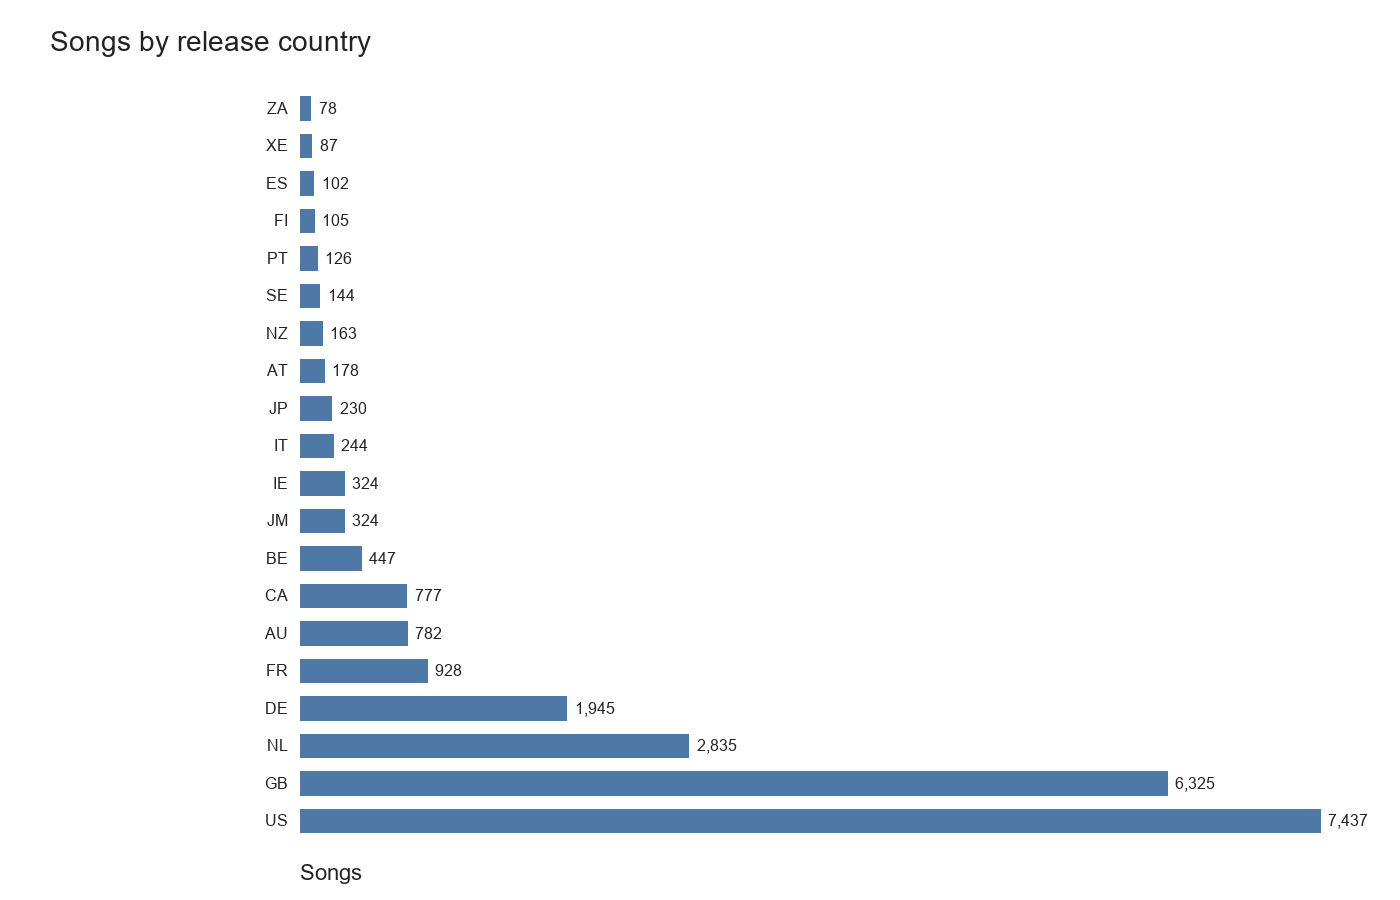 Songs by release country
ZA 78
XE 87
ES 102
FI 105
PT 126
SE 144
NZ 163
AT 178
JP 230
IT 244
IE 324
JM 324
BE 447
CA 777
AU 782
FR 928
DE 1,945
NL 2,835
GB 6,325
US 7,437
Songs